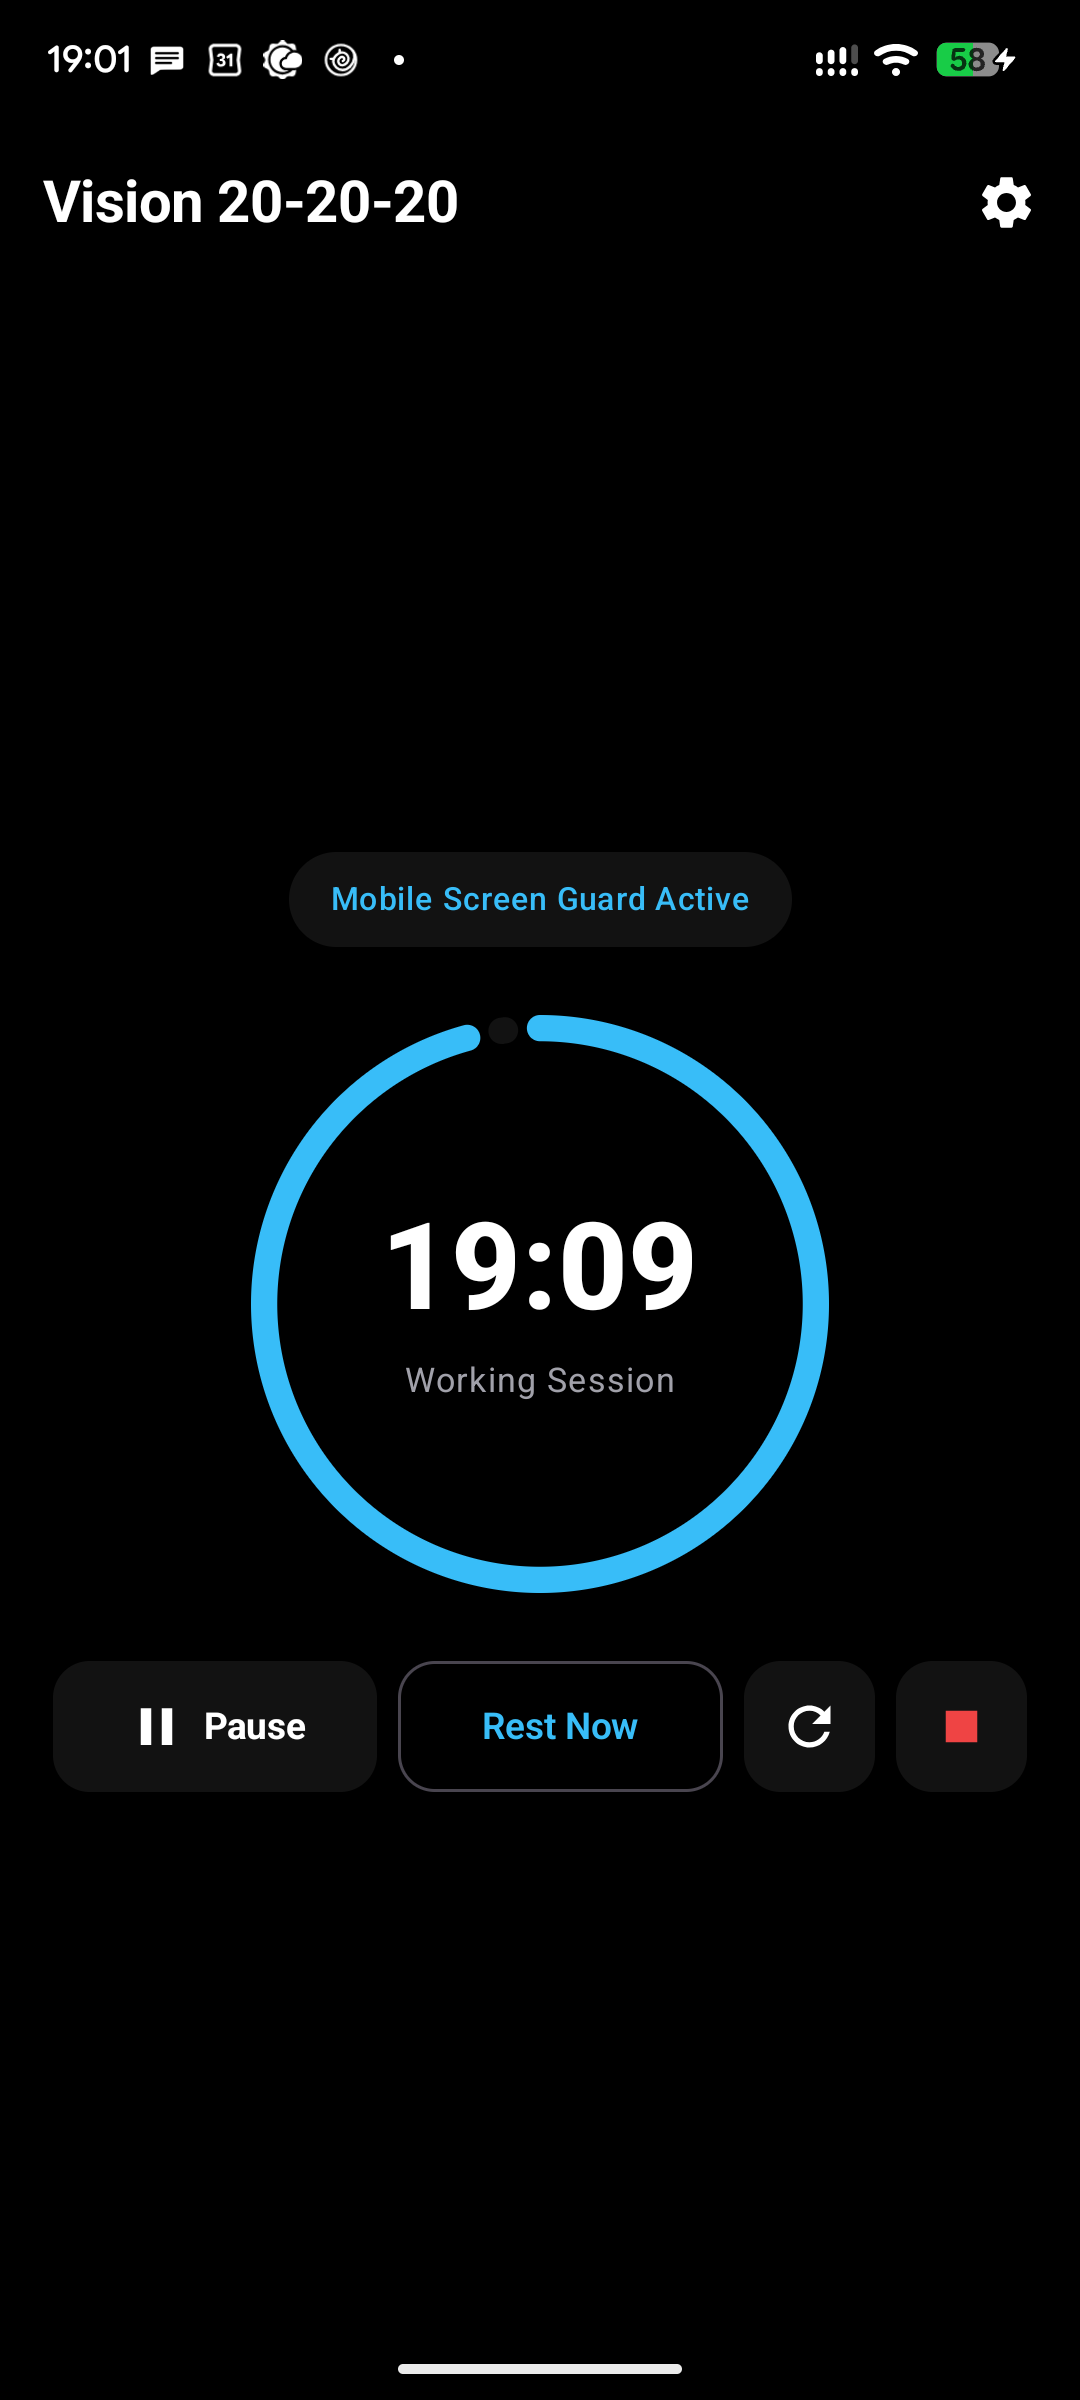 19:01
31
58
Vision 20-20-20
Mobile Screen Guard Active
19:09
Working Session
Pause
Rest Now